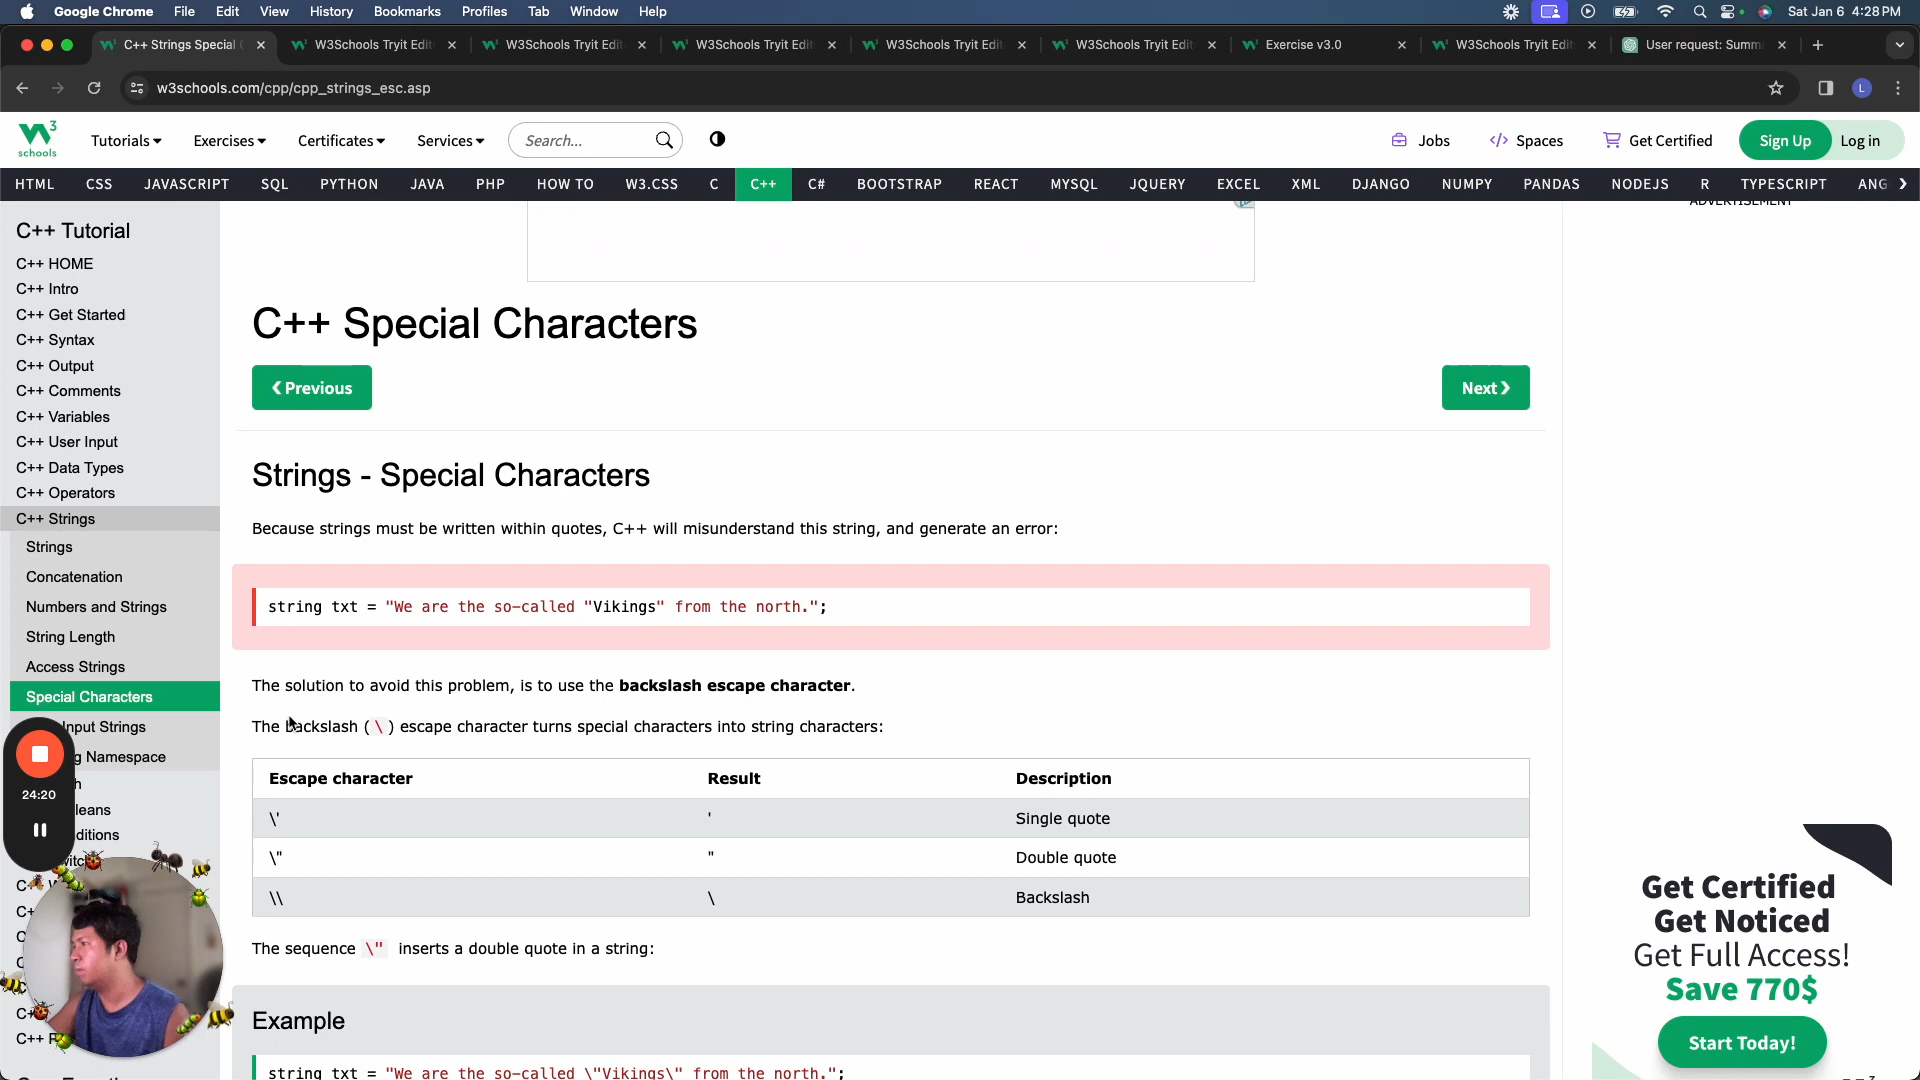 Google Chrome File Edit View History Bookmarks Profiles Tab Window Help Sat Jan 6 4:28 PM
C++ Strings Special W3Schools Tryit Edit W3Schools Tryit Edit W3Schools Tryit Edit W3Schools Tryit Edit W3Schools Tryit Edit Exercise v3.0 W3Schools Tryit Edit User request: Summ
w3schools.com/cpp/cpp_strings_esc.asp L
W3 schools Tutorials Exercises Certificates Services Search... Jobs Spaces Get Certified Sign Up Log in
HTML CSS JAVASCRIPT SQL PYTHON JAVA PHP HOW TO W3.CSS C C++ C# BOOTSTRAP REACT MYSQL JQUERY EXCEL XML DJANGO NUMPY PANDAS NODEJS R TYPESCRIPT ANG
ADVERTISEMENT
C++ Tutorial
C++ HOME
C++ Intro
C++ Get Started
C++ Syntax
C++ Output
C++ Comments
C++ Variables
C++ User Input
C++ Data Types
C++ Operators
C++ Strings
Strings
Concatenation
Numbers and Strings
String Length
Access Strings
Special Characters
nput Strings
g Namespace
h
leans
ditions
24:20
C++ Special Characters
❮ Previous
Next ❯
Strings - Special Characters
Because strings must be written within quotes, C++ will misunderstand this string, and generate an error:
string txt = "We are the so-called "Vikings" from the north.";
The solution to avoid this problem, is to use the backslash escape character.
The backslash (\) escape character turns special characters into string characters:
Escape character Result Description
\' ' Single quote
\" " Double quote
\\ \ Backslash
The sequence \" inserts a double quote in a string:
Example
string txt = "We are the so-called \"Vikings\" from the north.";
Get Certified
Get Noticed
Get Full Access!
Save 770$
Start Today!